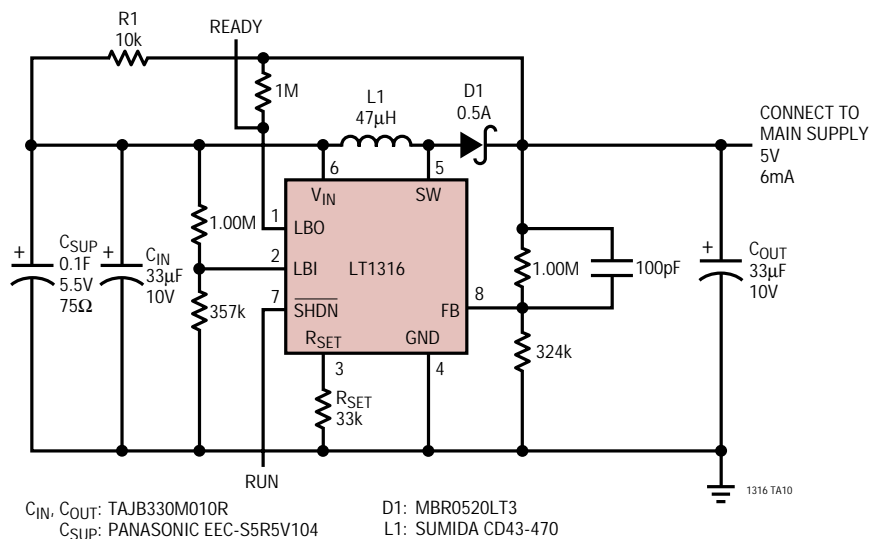 R1
10k
READY
1M
L1
47µH
D1
0.5A
CONNECT TO
MAIN SUPPLY
5V
6mA
6
5
VIN
SW
1
LBO
1.00M
2
LBI
LT1316
7
SHDN
8
FB
RSET
GND
3
4
+
CSUP
0.1F
5.5V
75Ω
+
CIN
33µF
10V
357k
1.00M
100pF
324k
+
COUT
33µF
10V
RSET
33k
RUN
1316 TA10
CIN, COUT: TAJB330M010R
CSUP: PANASONIC EEC-S5R5V104
D1: MBR0520LT3
L1: SUMIDA CD43-470